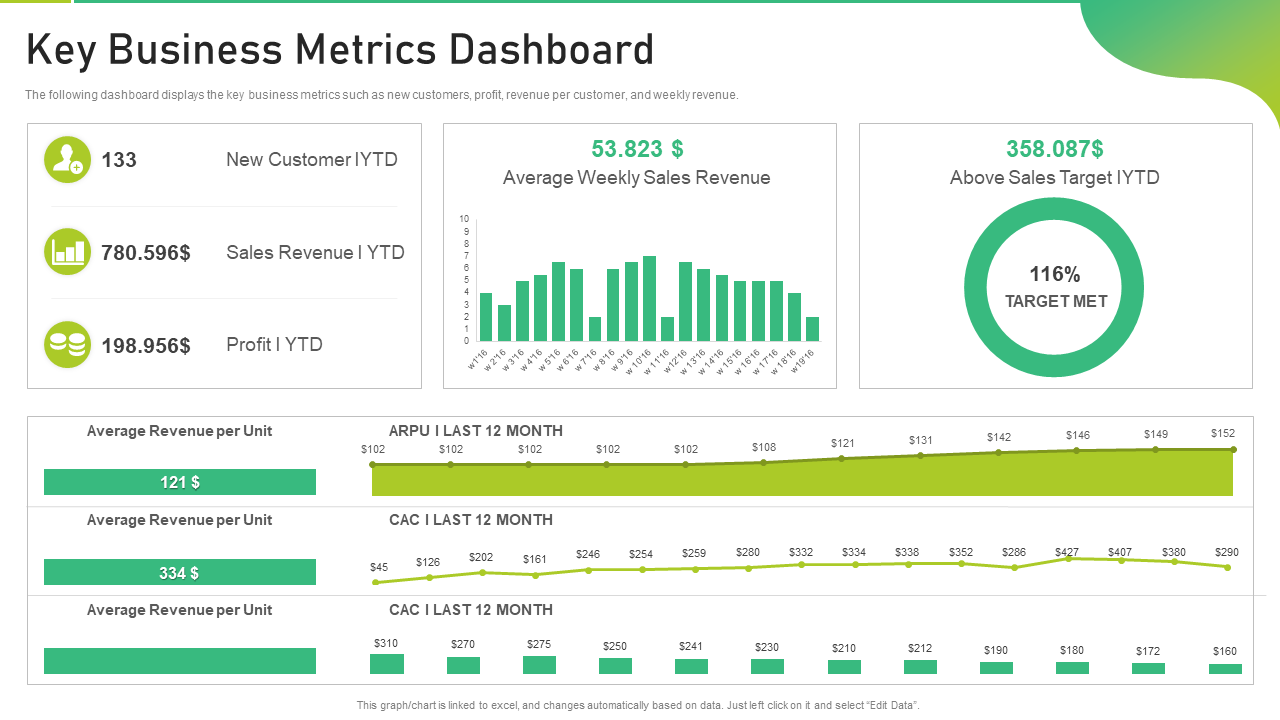 Key Business Metrics Dashboard
The following dashboard displays the key business metrics such as new customers, profit, revenue per customer, and weekly revenue.
133 New Customer IYTD
780.596$ Sales Revenue I YTD
198.956$ Profit I YTD
53.823 $
Average Weekly Sales Revenue
10
9
8
7
6
5
4
3
2
1
0
w1'16 w 2'16 w 3'16 w 4'16 w 5'16 w 6'16 w 7'16 w 8'16 w 9'16 w 10'16 w 11'16 w 12'16 w 13'16 w 14'16 w 15'16 w 16'16 w 17'16 w 18'16 w19'16
358.087$
Above Sales Target IYTD
116%
TARGET MET
Average Revenue per Unit
121 $
ARPU I LAST 12 MONTH
$102 $102 $102 $102 $102 $108 $121 $131 $142 $146 $149 $152
Average Revenue per Unit
334 $
CAC I LAST 12 MONTH
$45 $126 $202 $161 $246 $254 $259 $280 $332 $334 $338 $352 $286 $427 $407 $380 $290
Average Revenue per Unit
CAC I LAST 12 MONTH
$310 $270 $275 $250 $241 $230 $210 $212 $190 $180 $172 $160
This graph/chart is linked to excel, and changes automatically based on data. Just left click on it and select “Edit Data”.